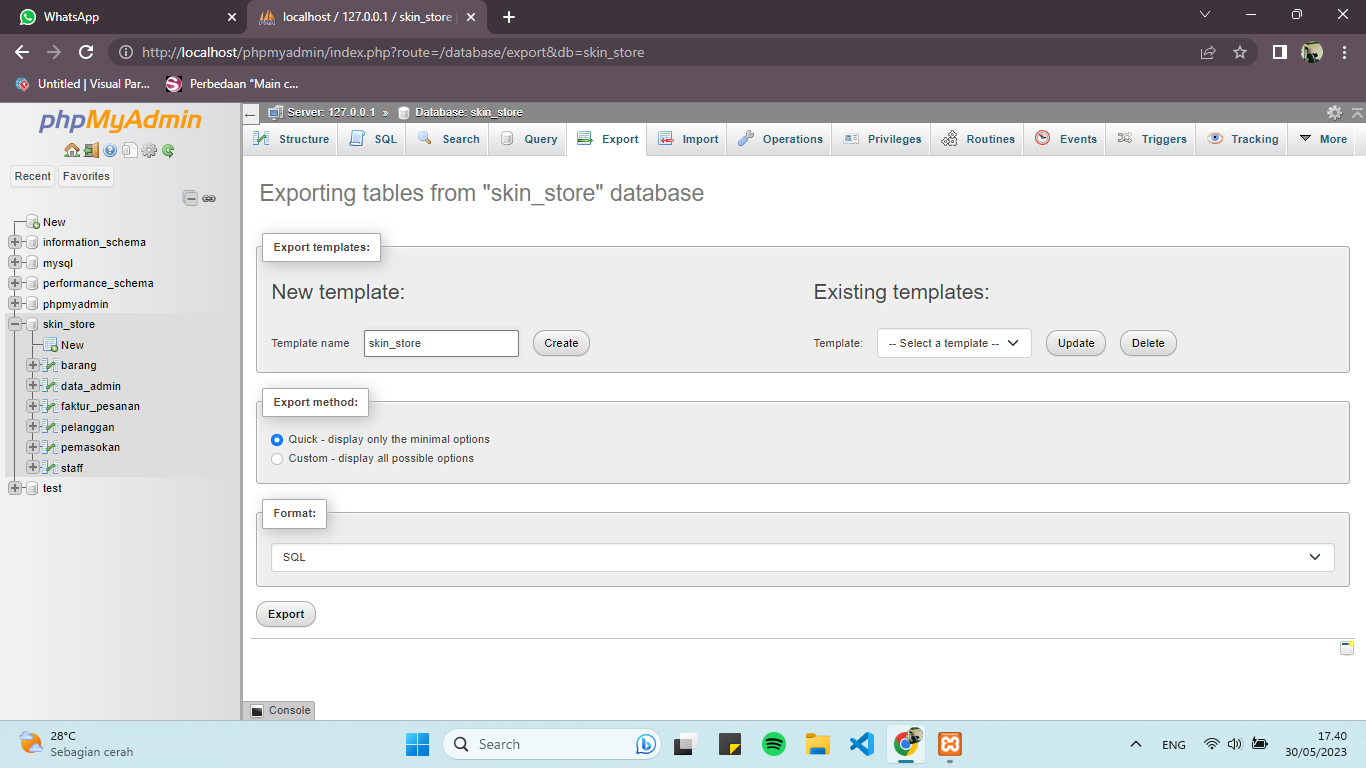 WhatsApp
localhost / 127.0.0.1 / skin_store |
http://localhost/phpmyadmin/index.php?route=/database/export&db=skin_store
Untitled | Visual Par...
Perbedaan "Main c...
phpMyAdmin
Recent
Favorites
New
information_schema
mysql
performance_schema
phpmyadmin
skin_store
New
barang
data_admin
faktur_pesanan
pelanggan
pemasokan
staff
test
Server: 127.0.0.1 » Database: skin_store
Structure
SQL
Search
Query
Export
Import
Operations
Privileges
Routines
Events
Triggers
Tracking
More
Exporting tables from "skin_store" database
Export templates:
New template:
Template name
skin_store
Create
Existing templates:
Template:
-- Select a template --
Update
Delete
Export method:
Quick - display only the minimal options
Custom - display all possible options
Format:
SQL
Export
Console
28°C
Sebagian cerah
Search
ENG
17.40
30/05/2023